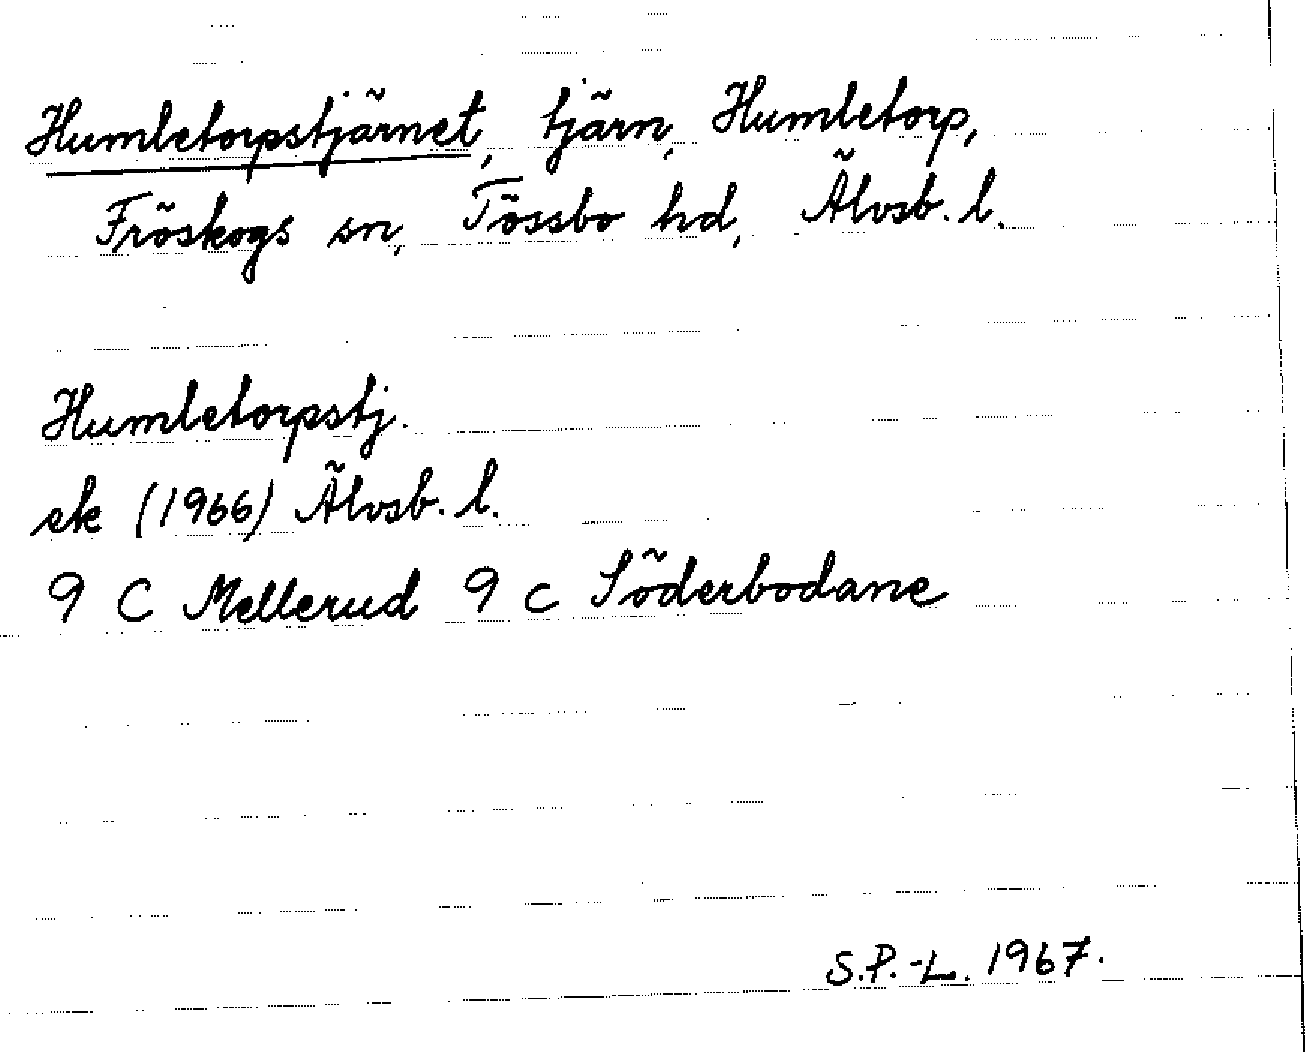 Humletorpstjärnet, tjärn, Humletorp,
Fröskogs sn, Tössbo hd, Älvsb. l.
Humletorpstj.
ek (1966) Älvsb. l.
9 C Mellerud 9 c Söderbodane
S.P.-L. 1967.